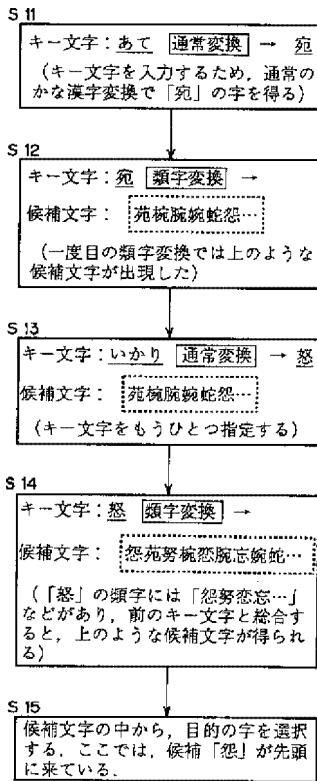 S 11
キー文字：あて 通常変換 → 宛
（キー文字を入力するため，通常の
かな漢字変換で「宛」の字を得る）
S 12
キー文字：宛 類字変換 →
候補文字： 苑椀腕婉蛇怨…
（一度目の類字変換では上のような
候補文字が出現した）
S 13
キー文字：いかり 通常変換 → 怒
候補文字： 苑椀腕婉蛇怨…
（キー文字をもうひとつ指定する）
S 14
キー文字：怒 類字変換 →
候補文字： 怨苑努椀恋腕忘婉蛇…
（「怒」の類字には「怨努恋忘…」
などがあり，前のキー文字と総合す
ると，上のような候補文字が得られ
る）
S 15
候補文字の中から，目的の字を選択
する．ここでは，候補「怨」が先頭
に来ている．